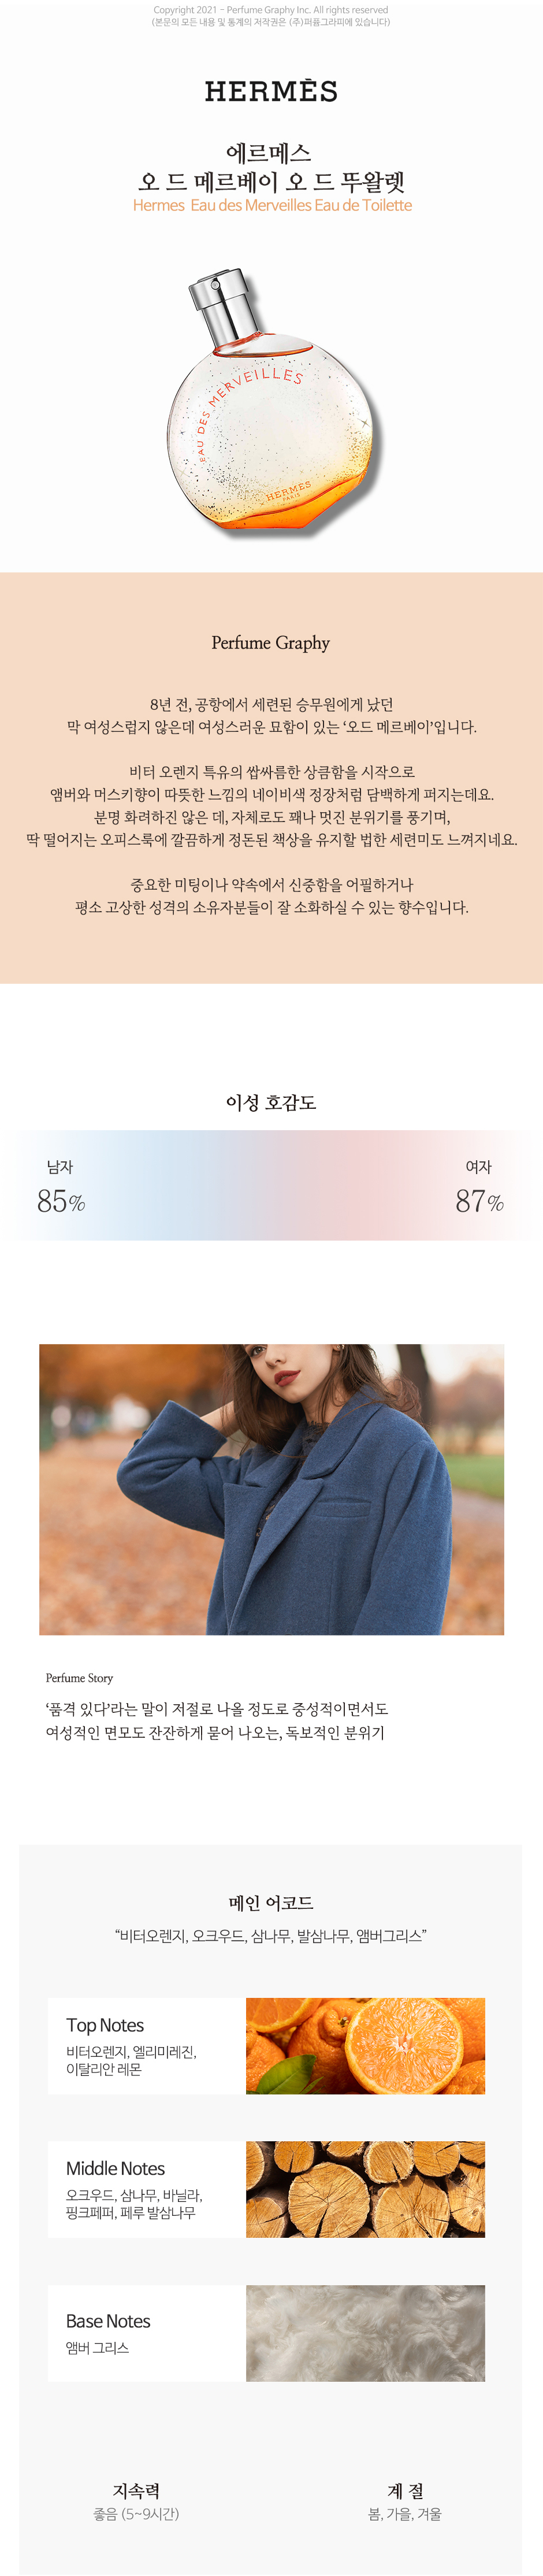 Copyright 2021 - Perfume Graphy Inc. All rights reserved
(본문의 모든 내용 및 통계의 저작권은 (주)퍼퓸그라피에 있습니다)
HERMÈS
에르메스
오 드 메르베이 오 드 뚜왈렛
Hermes Eau des Merveilles Eau de Toilette
EAU DES MERVEILLES
HERMÈS
PARIS
Perfume Graphy
8년 전, 공항에서 세련된 승무원에게 났던
막 여성스럽지 않은데 여성스러운 묘함이 있는 ‘오드 메르베이’입니다.
비터 오렌지 특유의 쌉싸름한 상큼함을 시작으로
앰버와 머스키향이 따뜻한 느낌의 네이비색 정장처럼 담백하게 퍼지는데요.
분명 화려하진 않은 데, 자체로도 꽤나 멋진 분위기를 풍기며,
딱 떨어지는 오피스룩에 깔끔하게 정돈된 책상을 유지할 법한 세련미도 느껴지네요.
중요한 미팅이나 약속에서 신중함을 어필하거나
평소 고상한 성격의 소유자분들이 잘 소화하실 수 있는 향수입니다.
이성 호감도
남자 여자
85% 87%
Perfume Story
‘품격 있다’라는 말이 저절로 나올 정도로 중성적이면서도
여성적인 면모도 잔잔하게 묻어 나오는, 독보적인 분위기
메인 어코드
“비터오렌지, 오크우드, 삼나무, 발삼나무, 앰버그리스”
Top Notes
비터오렌지, 엘리미레진,
이탈리안 레몬
Middle Notes
오크우드, 삼나무, 바닐라,
핑크페퍼, 페루 발삼나무
Base Notes
앰버 그리스
지속력 계 절
좋음 (5~9시간) 봄, 가을, 겨울